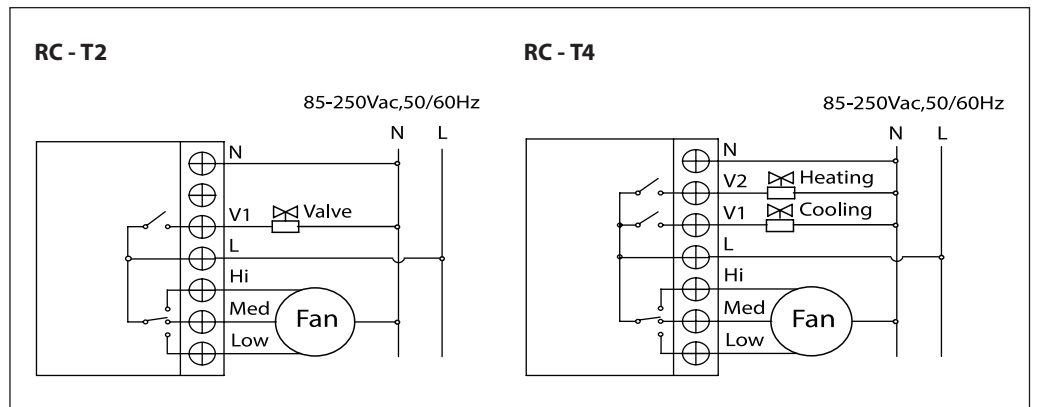 RC - T2
85-250Vac,50/60Hz
N L
N
V1 Valve
L
Hi
Med
Fan
Low
RC - T4
85-250Vac,50/60Hz
N L
N
V2 Heating
V1 Cooling
L
Hi
Med
Fan
Low